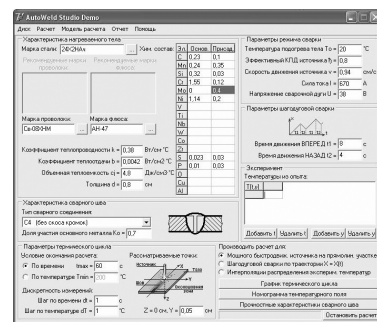 AutoWeld Studio Demo
Диск Модель расчета Отчет Помощь
Характеристика нагреваемого тела
Марка стали: 24Х2НАч ... Хим. состав:
Эл. Основ. Присад.
C 0,23 0,1
Mn 0,24 0,35
Si 0,32 0,03
Cr 1,55 0,12
Mo 0 0,4
Ni 1,14 0,2
V
Ti
Nb
W
Co
Zr
S 0,023 0,03
P 0,01 0,03
Cu
Al
Рекомендуемые марки проволок:
Рекомендуемые марки флюса:
Марка проволоки: Марка флюса:
Св-08ХНМ ... АН-47 ...
Коэффициент теплопроводности λ = 0,38 Вт/см°С
Коэффициент теплоотдачи b = 0,0042 Вт/см2 °С
Объемная теплоемкость cj = 4,9 Дж/см3°С
Толщина d = 0,8 см
Характеристика сварного шва
Тип сварного соединения:
С4 (без скоса кромок)
Доля участия основного металла Ko = 0,7
Параметры термического цикла
Условие окончания расчета:
По времени tmax = 60 с
По температуре Tmin = 200 °С
Дискретность измерений:
Шаг по времени dt = 1 с
Шаг по температуре dT = 1 °С
Рассматриваемые точки:
Z = 0 см, Y = 0,05 см
Параметры режима сварки
Температура подогрева тела To = 20 °С
Эффективный КПД источника ђ = 0,8
Скорость движения источника v = 0,94 см/с
Сила тока I = 670 А
Напряжение сварочной дуги U = 38 В
Параметры шагодуговой сварки
Время движения ВПЕРЕД t1 = 8 с
Время движения НАЗАД t2 = 4 с
Эксперимент
Температуры из опыта:
T(t,y)
Добавить t Удалить t Добавить y Удалить y
Производить расчет для:
Мощного быстродвиж. источника на прямолин. участке
Шагодуговой сварки по траектории X = X(t)
Интерполяции распределения эксперим. температур
График термического цикла
Номограмма температурного поля
Прочностные характеристики сварного шва
Остановить расчет